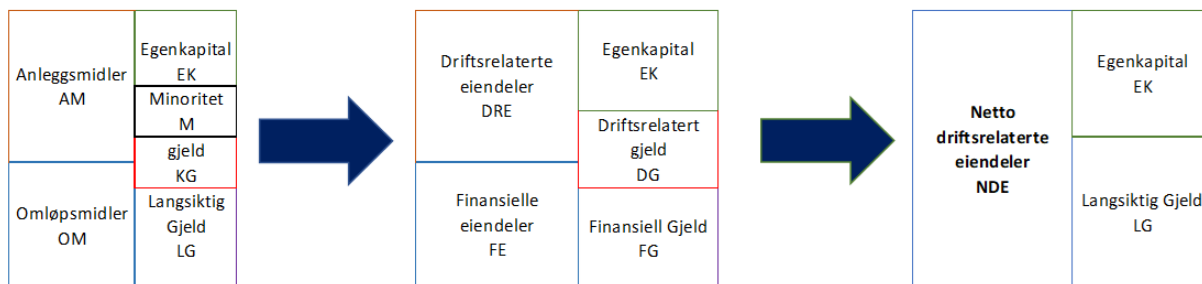 Anleggsmidler
AM
Omløpsmidler
OM
Egenkapital
EK
Minoritet
M
gjeld
KG
Langsiktig
Gjeld
LG
Driftsrelaterte
eiendeler
DRE
Finansielle
eiendeler
FE
Egenkapital
EK
Driftsrelatert
gjeld
DG
Finansiell Gjeld
FG
Netto
driftsrelaterte
eiendeler
NDE
Egenkapital
EK
Langsiktig Gjeld
LG